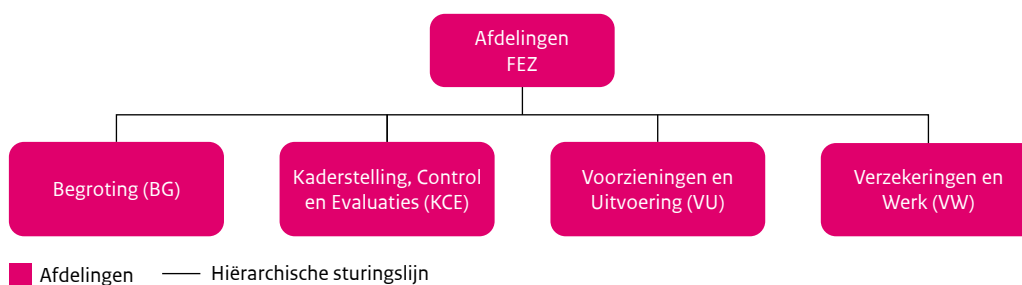 Afdelingen
FEZ
Begroting (BG)
Kaderstelling, Control
en Evaluaties (KCE)
Voorzieningen en
Uitvoering (VU)
Verzekeringen en
Werk (VW)
Afdelingen
Hiërarchische sturingslijn